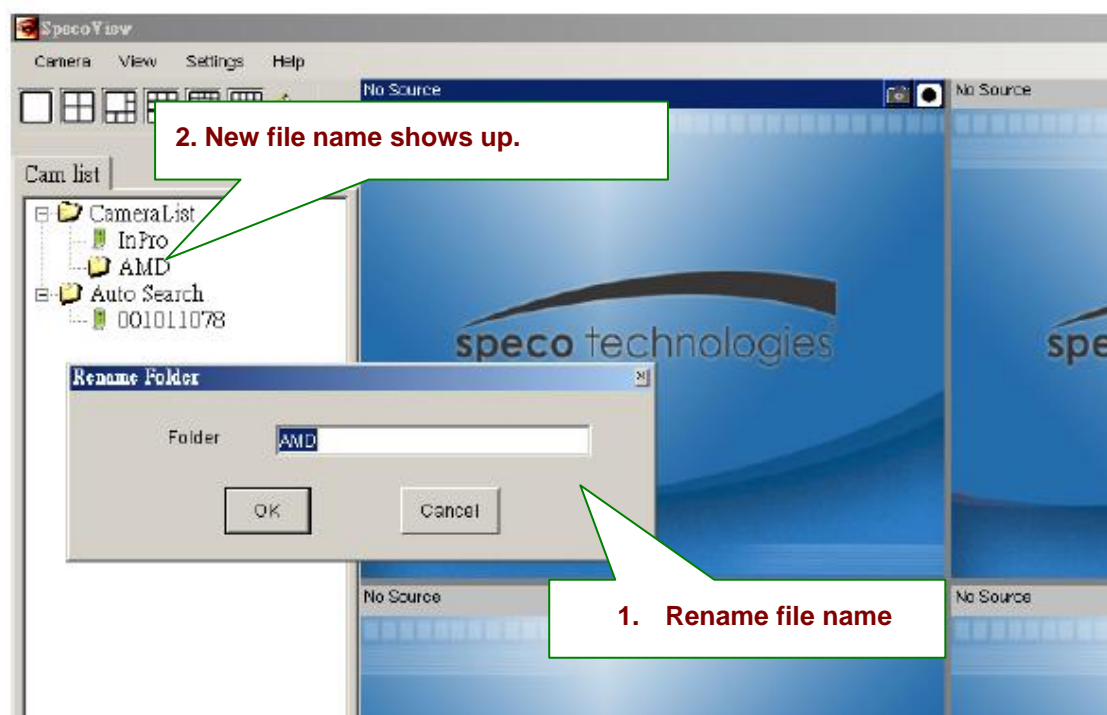 SpecoView
Camera View Settings Help
No Source
No Source
2. New file name shows up.
Cam list
CameraList
InPro
AMD
Auto Search
001011078
speco technologies
spe
Rename Folder
Folder AMD
OK Cancel
No Source
No Source
1. Rename file name